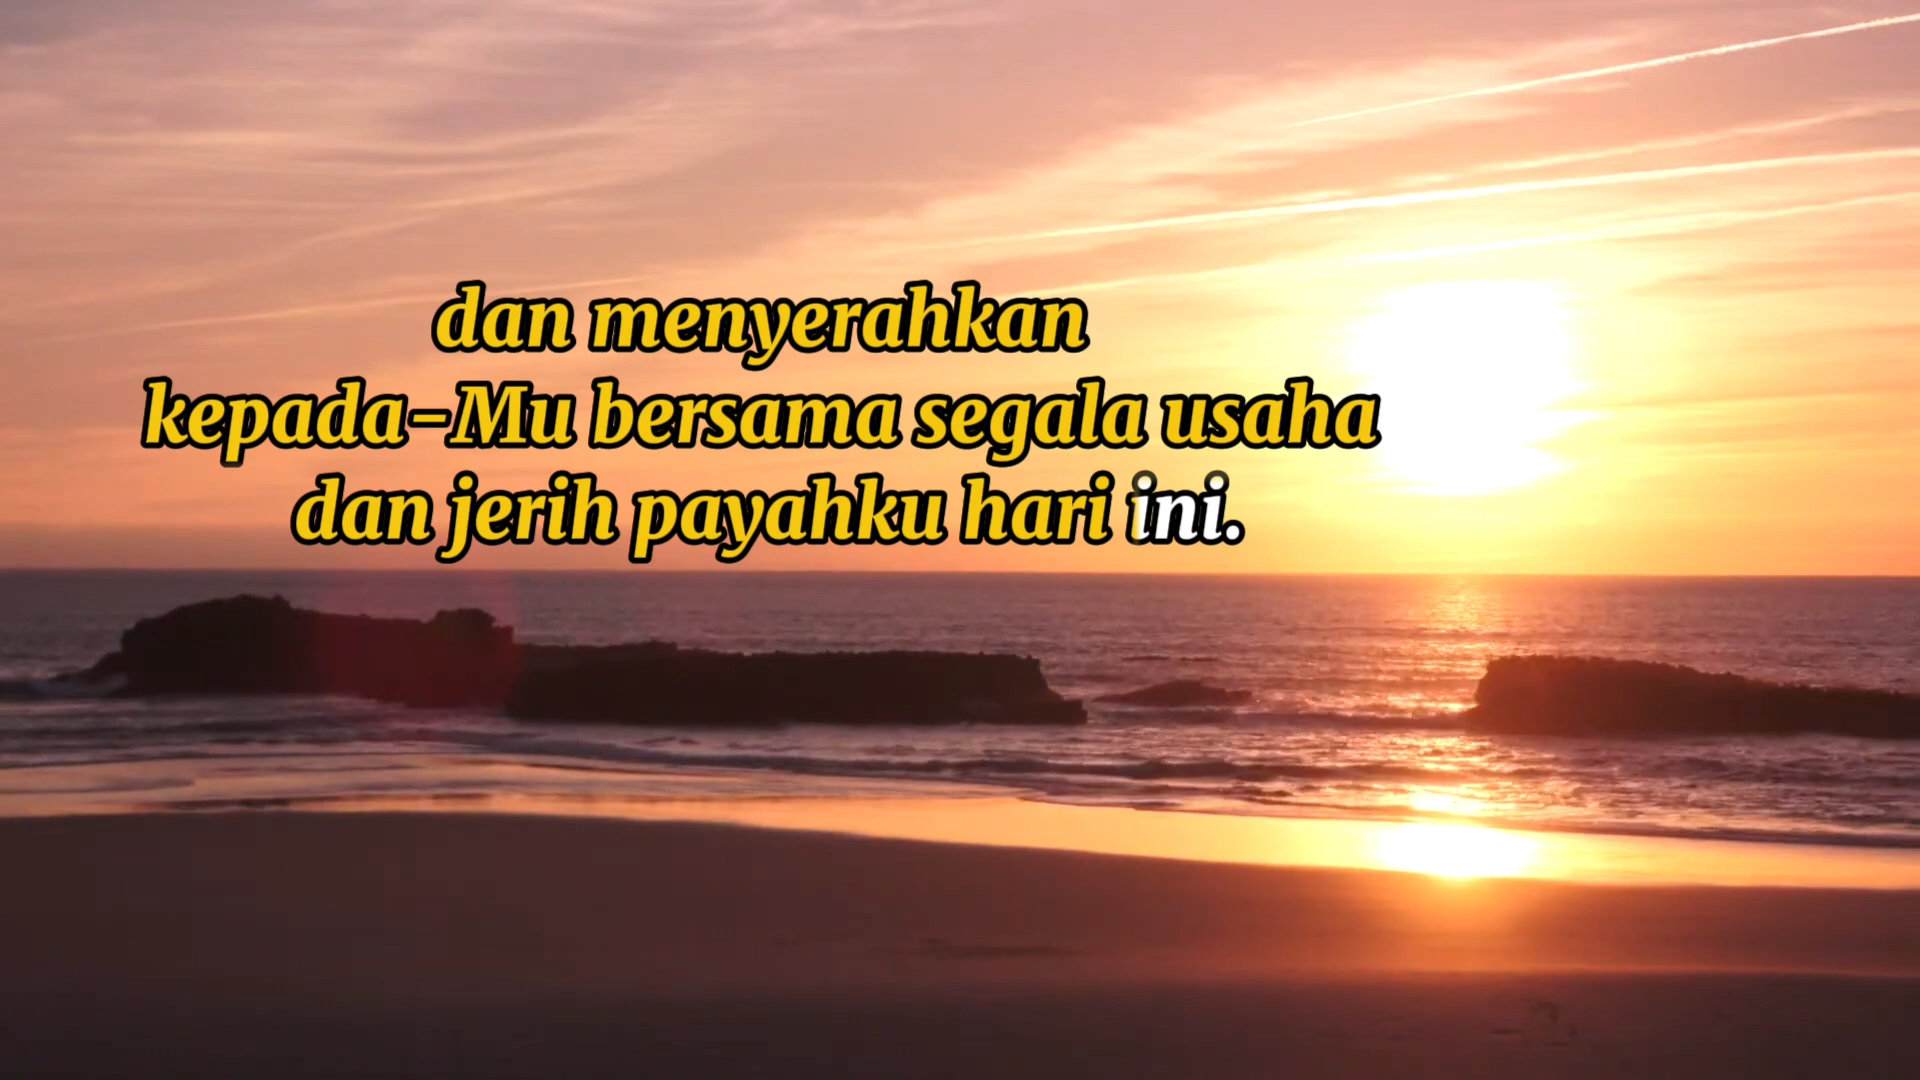 dan menyerahkan
kepada-Mu bersama segala usaha
dan jerih payahku hari ini.